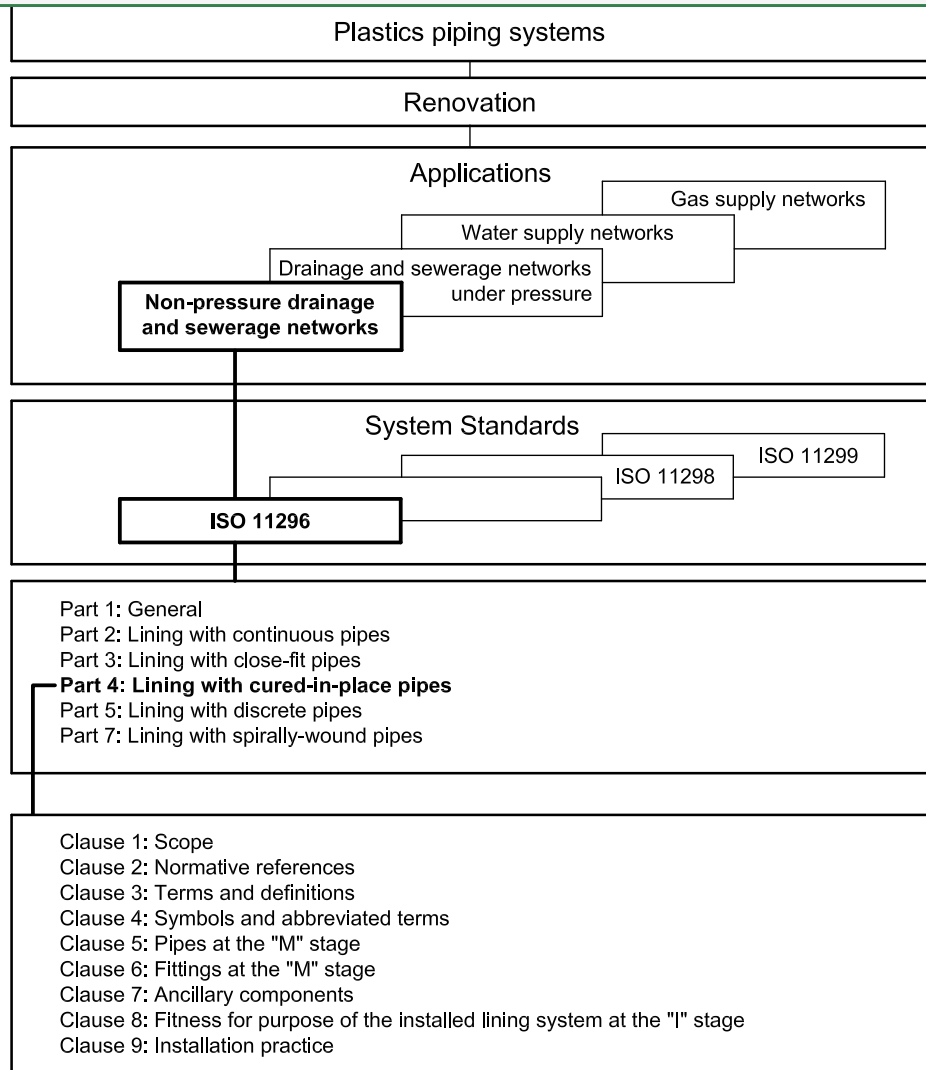 Plastics piping systems
Renovation
Applications
Gas supply networks
Water supply networks
Drainage and sewerage networks
under pressure
Non-pressure drainage
and sewerage networks
System Standards
ISO 11299
ISO 11298
ISO 11296
Part 1: General
Part 2: Lining with continuous pipes
Part 3: Lining with close-fit pipes
Part 4: Lining with cured-in-place pipes
Part 5: Lining with discrete pipes
Part 7: Lining with spirally-wound pipes
Clause 1: Scope
Clause 2: Normative references
Clause 3: Terms and definitions
Clause 4: Symbols and abbreviated terms
Clause 5: Pipes at the "M" stage
Clause 6: Fittings at the "M" stage
Clause 7: Ancillary components
Clause 8: Fitness for purpose of the installed lining system at the "I" stage
Clause 9: Installation practice